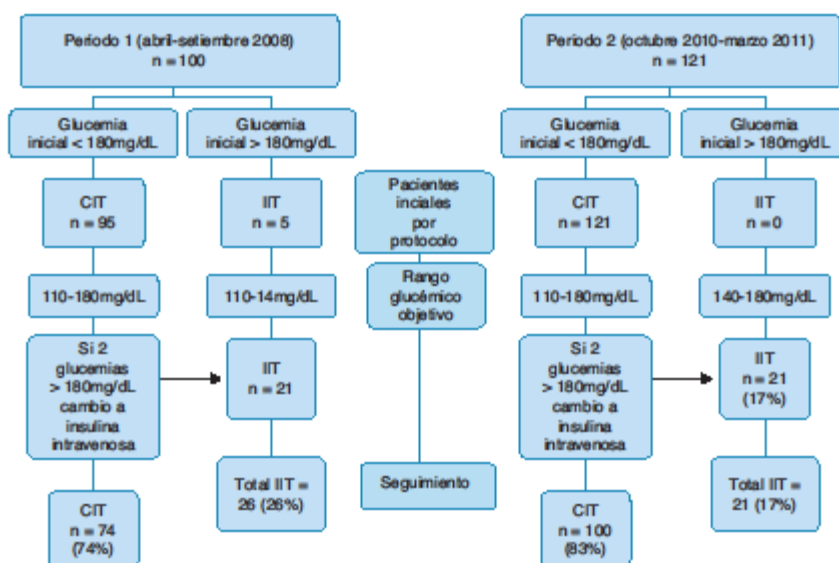 Período 1 (abril-setiembre 2008)
n = 100
Glucemia
inicial < 180mg/dL
Glucemia
inicial > 180mg/dL
CIT
n = 95
IIT
n = 5
110-180mg/dL
110-14mg/dL
Si 2
glucemias
> 180mg/dL
cambio a
insulina
intravenosa
IIT
n = 21
CIT
n = 74
(74%)
Total IIT =
26 (26%)
Pacientes
inciales
por
protocolo
Rango
glucémico
objetivo
Seguimiento
Período 2 (octubre 2010-marzo 2011)
n = 121
Glucemia
inicial < 180mg/dL
Glucemia
inicial > 180mg/dL
CIT
n = 121
IIT
n=0
110-180mg/dL
140-180mg/dL
Si 2
glucemias
> 180mg/dL
cambio a
insulina
intravenosa
IIT
n = 21
(17%)
CIT
n = 100
(83%)
Total IIT =
21 (17%)